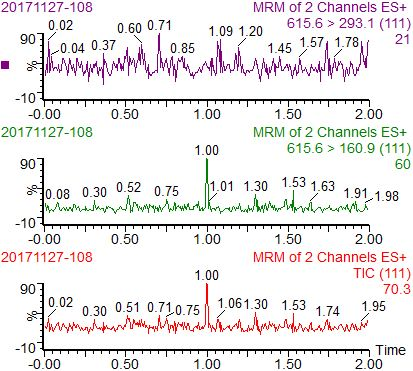 20171127-108 MRM of 2 Channels ES+
615.6 > 293.1 (111)
21
0.02 0.04 0.37 0.60 0.71 0.85 1.09 1.20 1.45 1.57 1.78
90
%
-10
-0.00 0.50 1.00 1.50 2.00
20171127-108 MRM of 2 Channels ES+
615.6 > 160.9 (111)
60
0.08 0.30 0.52 0.75 1.00 1.01 1.30 1.53 1.63 1.91 1.98
90
%
-10
-0.00 0.50 1.00 1.50 2.00
20171127-108 MRM of 2 Channels ES+
TIC (111)
70.3
0.02 0.30 0.51 0.71 0.75 1.00 1.06 1.30 1.53 1.74 1.95
90
%
-10
Time
-0.00 0.50 1.00 1.50 2.00